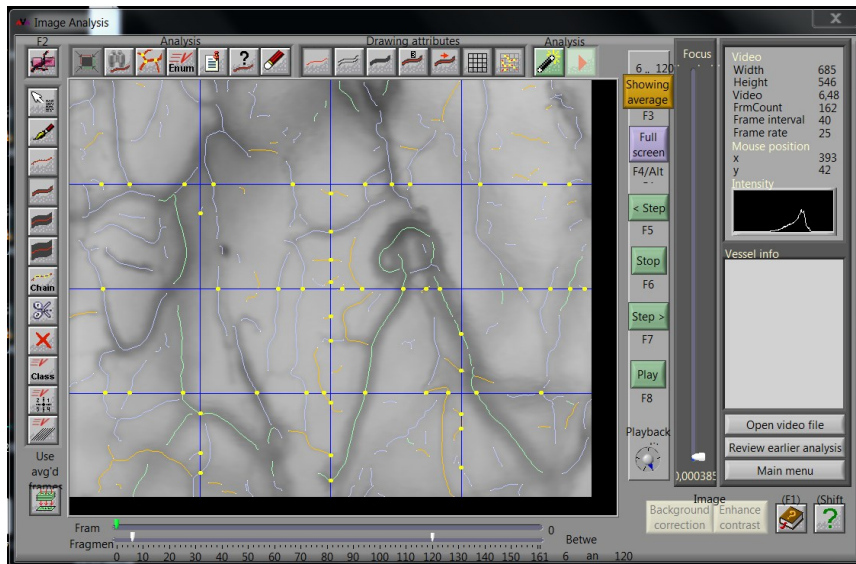 Image Analysis
F2
Analysis
Drawing attributes
Analysis
Enum
Chain
Class
Use
avg'd
frames
6 .. 120
Showing
average
F3
Full
screen
F4/Alt
< Step
F5
Stop
F6
Step >
F7
Play
F8
Playback
Focus
0,000385
Video
Width 685
Height 546
Video 6,48
FrmCount 162
Frame interval 40
Frame rate 25
Mouse position
x 393
y 42
Intensity
Vessel info
Open video file
Review earlier analysis
Main menu
Image
Background
correction
Enhance
contrast
(F1)
(Shift
Fram
0
Fragmen
Betwe
0 10 20 30 40 50 60 70 80 90 100 110 120 130 140 150 161
6 an 120